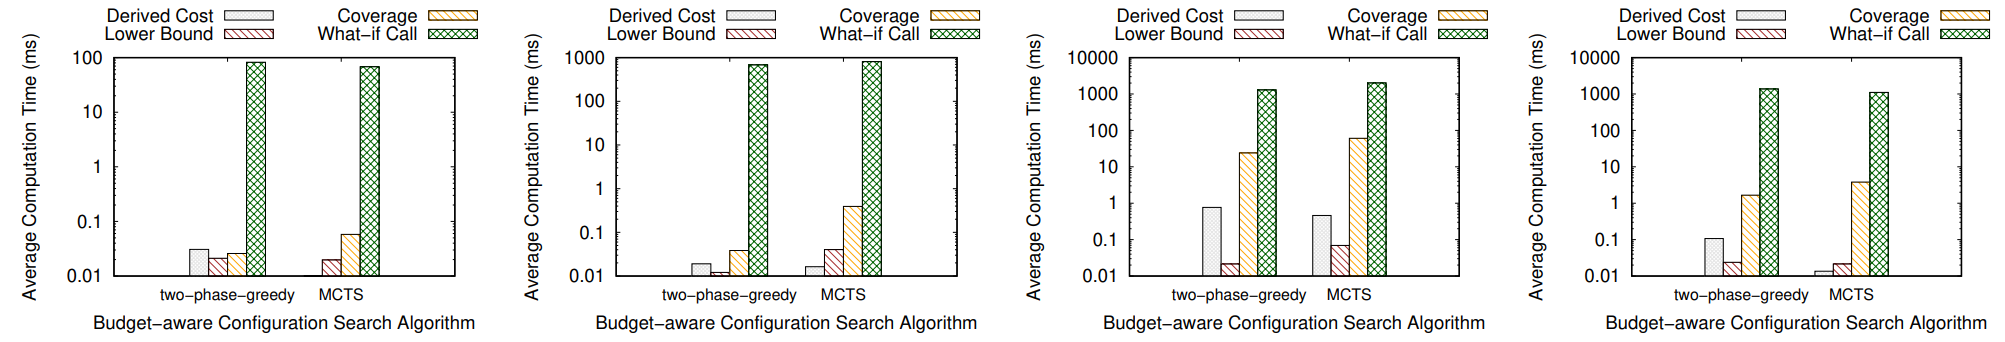 Derived Cost Coverage
Lower Bound What-if Call
Average Computation Time (ms)
100
10
1
0.1
0.01
two-phase-greedy MCTS
Budget-aware Configuration Search Algorithm
Derived Cost Coverage
Lower Bound What-if Call
Average Computation Time (ms)
1000
100
10
1
0.1
0.01
two-phase-greedy MCTS
Budget-aware Configuration Search Algorithm
Derived Cost Coverage
Lower Bound What-if Call
Average Computation Time (ms)
10000
1000
100
10
1
0.1
0.01
two-phase-greedy MCTS
Budget-aware Configuration Search Algorithm
Derived Cost Coverage
Lower Bound What-if Call
Average Computation Time (ms)
10000
1000
100
10
1
0.1
0.01
two-phase-greedy MCTS
Budget-aware Configuration Search Algorithm